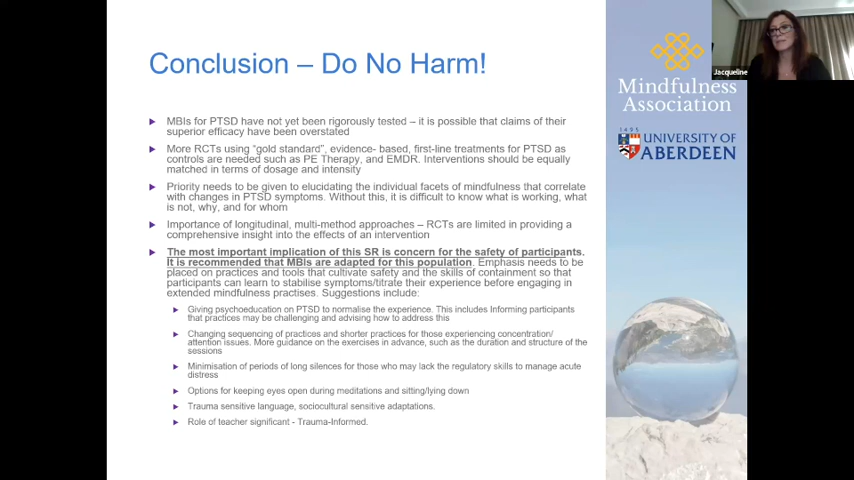 Conclusion – Do No Harm!
MBIs for PTSD have not yet been rigorously tested – it is possible that claims of their
superior efficacy have been overstated
More RCTs using "gold standard", evidence- based, first-line treatments for PTSD as
controls are needed such as PE Therapy, and EMDR. Interventions should be equally
matched in terms of dosage and intensity
Priority needs to be given to elucidating the individual facets of mindfulness that correlate
with changes in PTSD symptoms. Without this, it is difficult to know what is working, what
is not, why, and for whom
Importance of longitudinal, multi-method approaches – RCTs are limited in providing a
comprehensive insight into the effects of an intervention
The most important implication of this SR is concern for the safety of participants.
It is recommended that MBIs are adapted for this population. Emphasis needs to be
placed on practices and tools that cultivate safety and the skills of containment so that
participants can learn to stabilise symptoms/titrate their experience before engaging in
extended mindfulness practises. Suggestions include:
Giving psychoeducation on PTSD to normalise the experience. This includes Informing participants
that practices may be challenging and advising how to address this
Changing sequencing of practices and shorter practices for those experiencing concentration/
attention issues. More guidance on the exercises in advance, such as the duration and structure of the
sessions
Minimisation of periods of long silences for those who may lack the regulatory skills to manage acute
distress
Options for keeping eyes open during meditations and sitting/lying down
Trauma sensitive language, sociocultural sensitive adaptations.
Role of teacher significant - Trauma-Informed.
Jacqueline
Mindfulness
Association
1495
UNIVERSITY OF
ABERDEEN